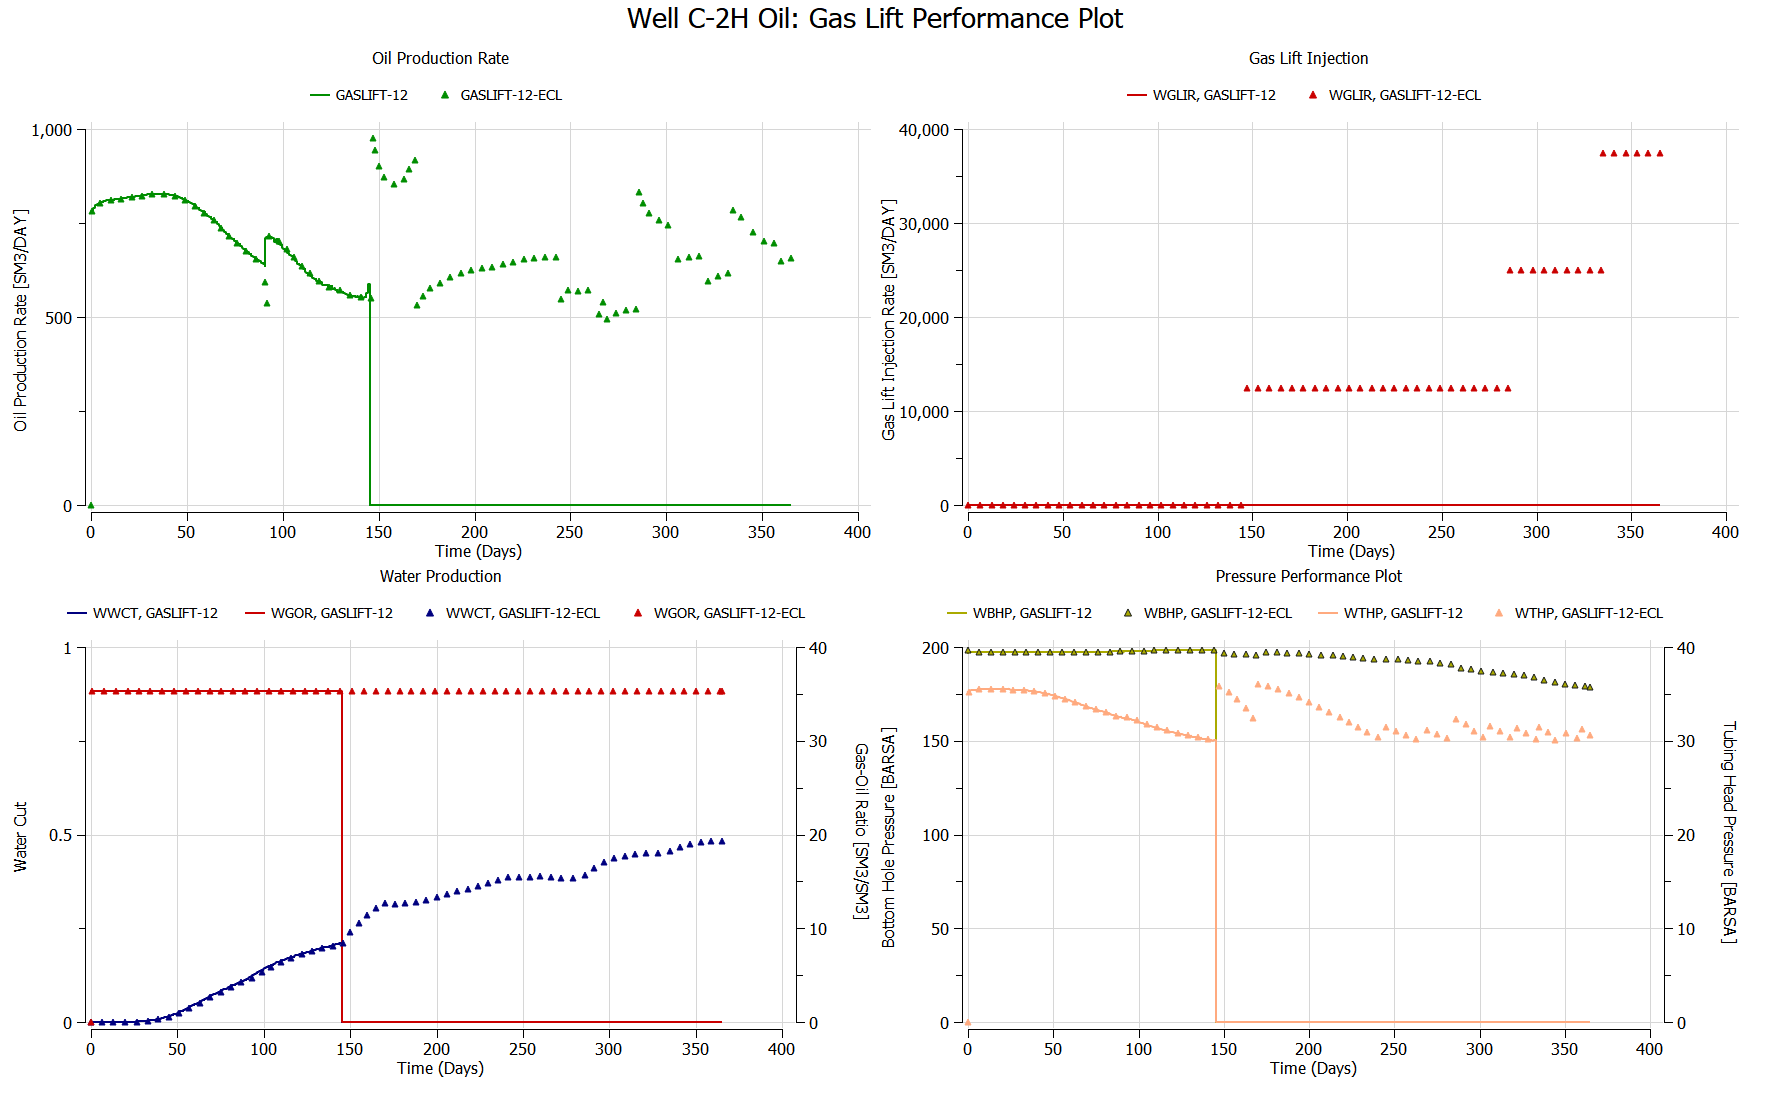 Well C-2H Oil: Gas Lift Performance Plot
Oil Production Rate
GASLIFT-12 GASLIFT-12-ECL
Oil Production Rate [SM3/DAY]
1,000
500
0
0 50 100 150 200 250 300 350 400
Time (Days)
Gas Lift Injection
WGLIR, GASLIFT-12 WGLIR, GASLIFT-12-ECL
Gas Lift Injection Rate [SM3/DAY]
40,000
30,000
20,000
10,000
0
0 50 100 150 200 250 300 350 400
Time (Days)
Water Production
WWCT, GASLIFT-12 WGOR, GASLIFT-12 WWCT, GASLIFT-12-ECL WGOR, GASLIFT-12-ECL
Water Cut
1
0.5
0
40
30
20
10
0
Gas-Oil Ratio [SM3/SM3]
0 50 100 150 200 250 300 350 400
Time (Days)
Pressure Performance Plot
WBHP, GASLIFT-12 WBHP, GASLIFT-12-ECL WTHP, GASLIFT-12 WTHP, GASLIFT-12-ECL
Bottom Hole Pressure [BARSA]
200
150
100
50
0
40
30
20
10
0
Tubing Head Pressure [BARSA]
0 50 100 150 200 250 300 350 400
Time (Days)